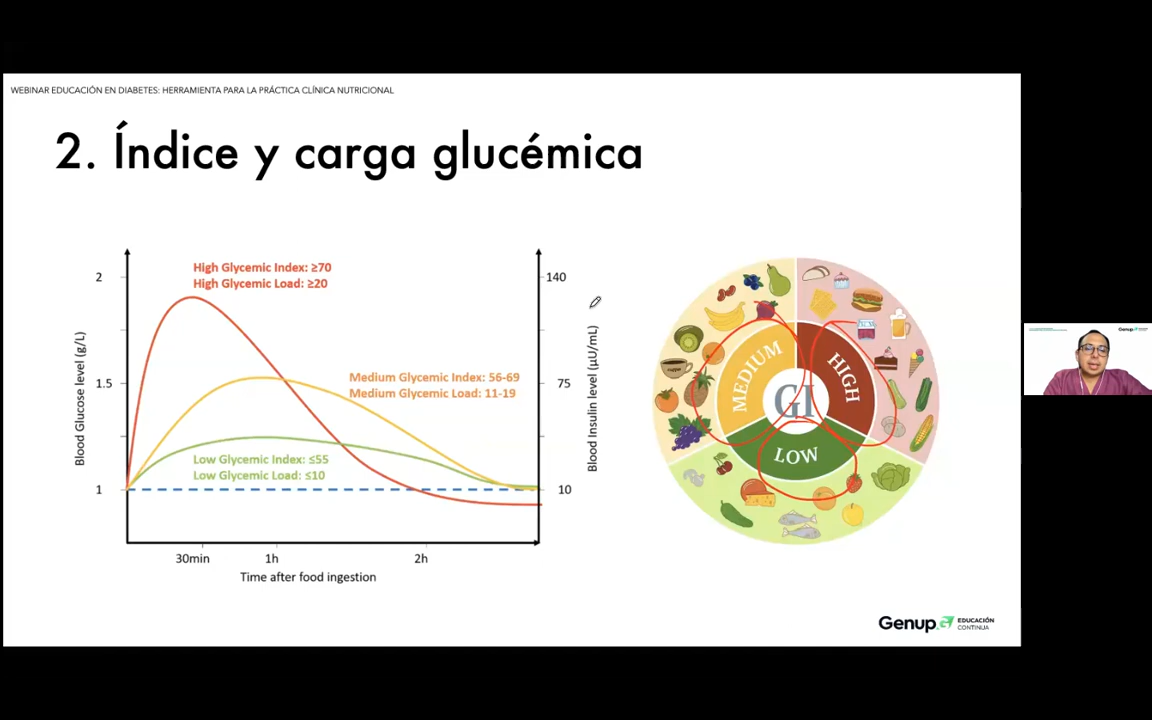 WEBINAR EDUCACIÓN EN DIABETES: HERRAMIENTA PARA LA PRÁCTICA CLÍNICA NUTRICIONAL
2. Índice y carga glucémica
High Glycemic Index: ≥70
High Glycemic Load: ≥20
Medium Glycemic Index: 56-69
Medium Glycemic Load: 11-19
Low Glycemic Index: ≤55
Low Glycemic Load: ≤10
Blood Glucose level (g/L)
2
1.5
1
Blood Insulin level (µU/mL)
140
75
10
30min
1h
2h
Time after food ingestion
MEDIUM
HIGH
GI
LOW
Genup
EDUCACIÓN
CONTINUA
Genup